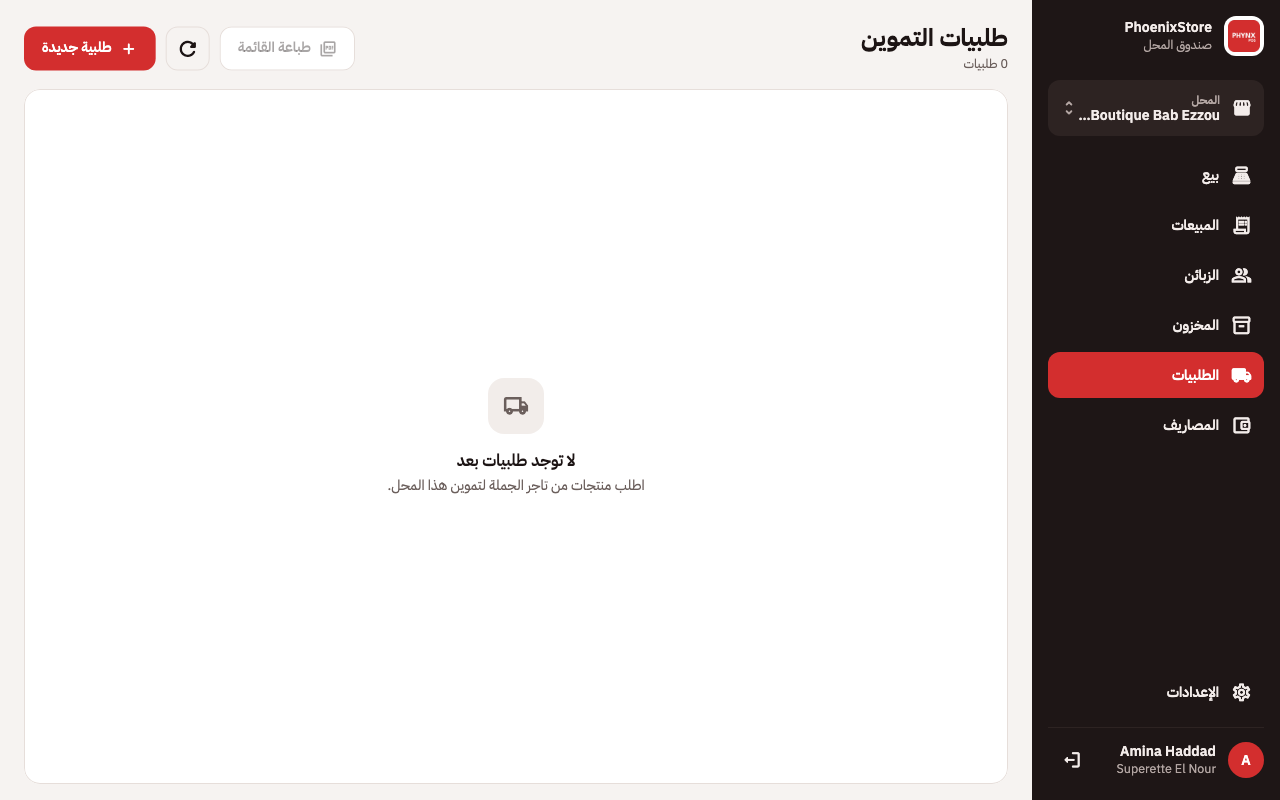 PHYNX
POS
PhoenixStore
صندوق المحل
المحل
Boutique Bab Ezzou...
بيع
المبيعات
الزبائن
المخزون
الطلبيات
المصاريف
الإعدادات
A
Amina Haddad
Superette El Nour
طلبيات التموين
0 طلبيات
طباعة القائمة
طلبية جديدة
لا توجد طلبيات بعد
اطلب منتجات من تاجر الجملة لتموين هذا المحل.